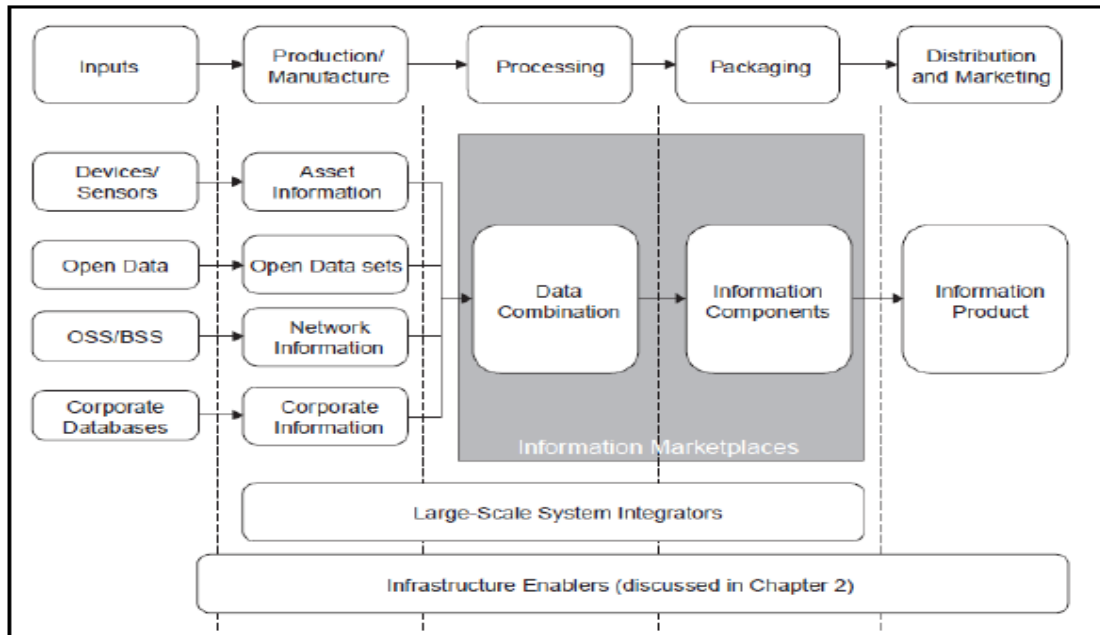 Inputs
Production/
Manufacture
Processing
Packaging
Distribution
and Marketing
Devices/
Sensors
Asset
Information
Open Data
Open Data sets
OSS/BSS
Network
Information
Corporate
Databases
Corporate
Information
Data
Combination
Information
Components
Information
Product
Information Marketplaces
Large-Scale System Integrators
Infrastructure Enablers (discussed in Chapter 2)